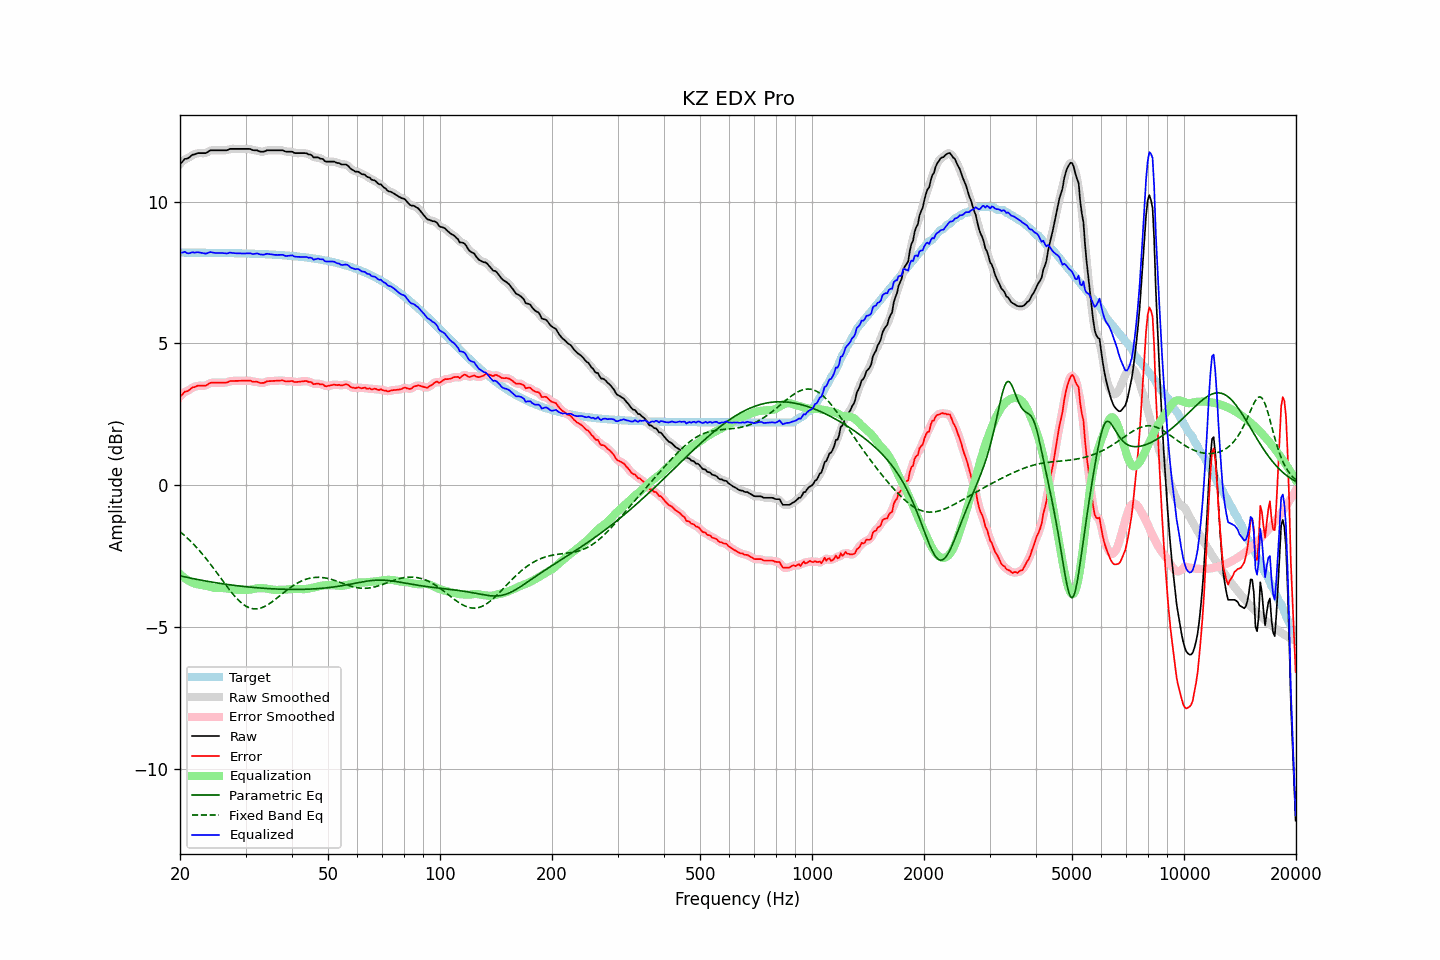 KZ EDX Pro
Amplitude (dBr)
10
5
0
−5
−10
Target
Raw Smoothed
Error Smoothed
Raw
Error
Equalization
Parametric Eq
Fixed Band Eq
Equalized
20 50 100 200 500 1000 2000 5000 10000 20000
Frequency (Hz)